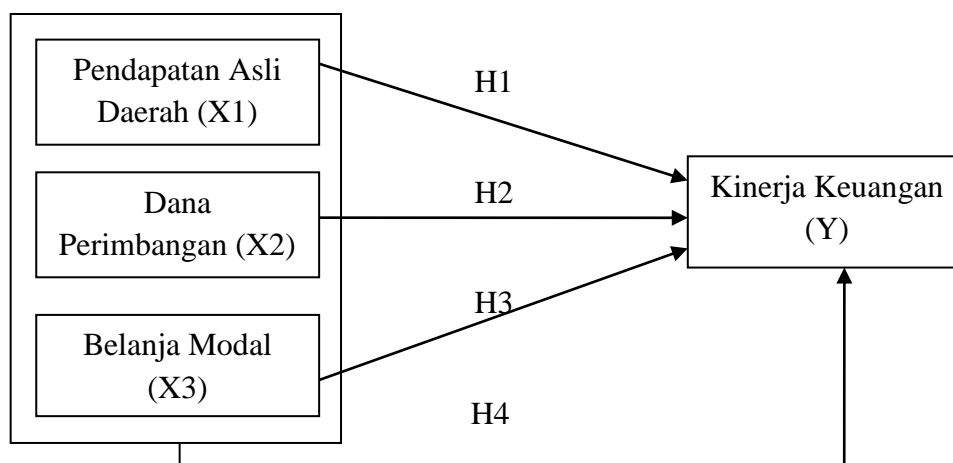 Pendapatan Asli
Daerah (X1)
H1
Dana
Perimbangan (X2)
H2
Kinerja Keuangan
(Y)
Belanja Modal
(X3)
H3
H4